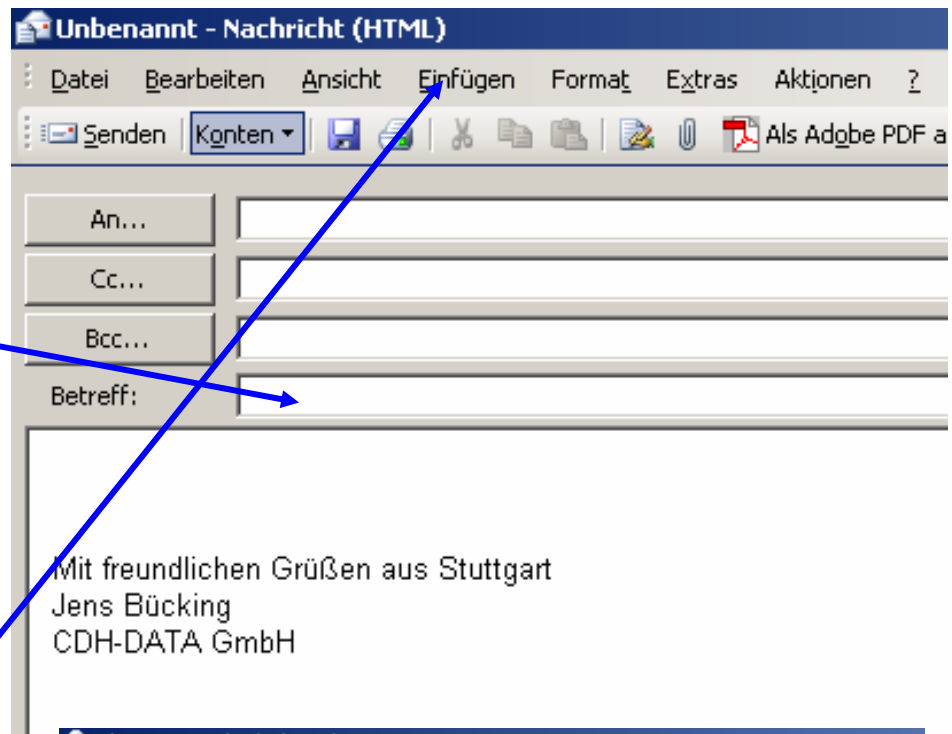 Unbenannt - Nachricht (HTML)
Datei Bearbeiten Ansicht Einfügen Format Extras Aktionen ?
Senden Konten Als Adobe PDF a
An...
Cc...
Bcc...
Betreff:
Mit freundlichen Grüßen aus Stuttgart
Jens Bücking
CDH-DATA GmbH